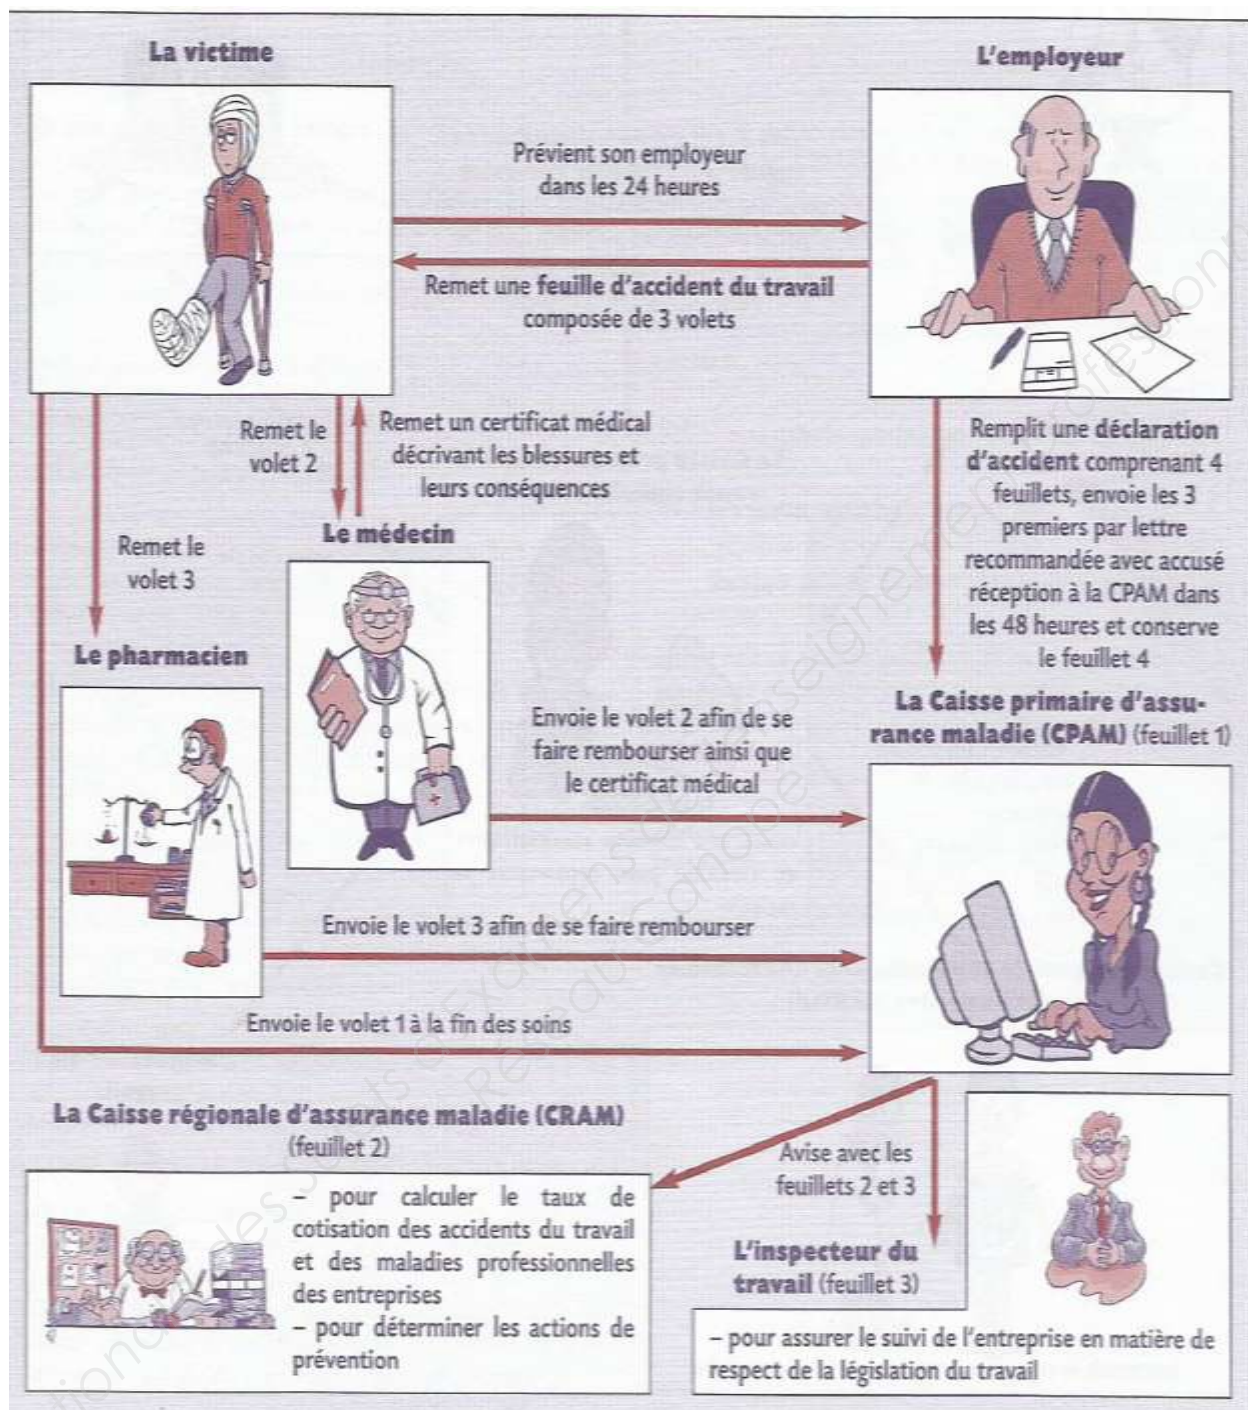 La victime
L'employeur
Prévient son employeur
dans les 24 heures
Remet une feuille d'accident du travail
composée de 3 volets
Remet le
volet 2
Remet un certificat médical
décrivant les blessures et
leurs conséquences
Remplit une déclaration
d'accident comprenant 4
feuillets, envoie les 3
premiers par lettre
recommandée avec accusé
réception à la CPAM dans
les 48 heures et conserve
le feuillet 4
Remet le
volet 3
Le médecin
Le pharmacien
La Caisse primaire d'assu-
rance maladie (CPAM) (feuillet 1)
Envoie le volet 2 afin de se
faire rembourser ainsi que
le certificat médical
Envoie le volet 3 afin de se faire rembourser
Envoie le volet 1 à la fin des soins
La Caisse régionale d'assurance maladie (CRAM)
(feuillet 2)
– pour calculer le taux de
cotisation des accidents du travail
et des maladies professionnelles
des entreprises
– pour déterminer les actions de
prévention
Avise avec les
feuillets 2 et 3
L'inspecteur du
travail (feuillet 3)
– pour assurer le suivi de l'entreprise en matière de
respect de la législation du travail
Réseau Canopé